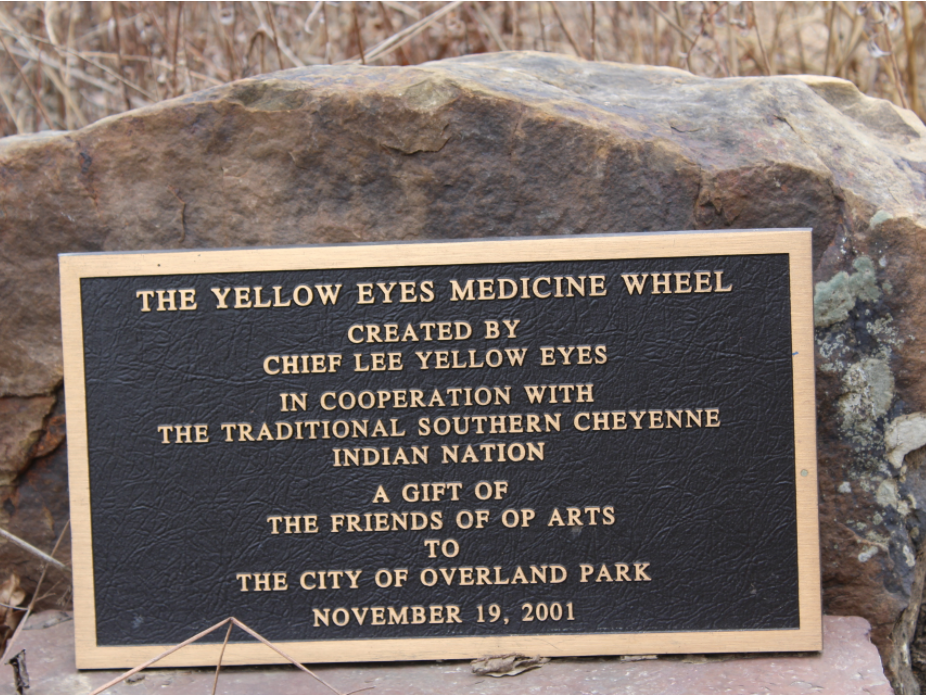 THE YELLOW EYES MEDICINE WHEEL
CREATED BY
CHIEF LEE YELLOW EYES
IN COOPERATION WITH
THE TRADITIONAL SOUTHERN CHEYENNE
INDIAN NATION
A GIFT OF
THE FRIENDS OF OP ARTS
TO
THE CITY OF OVERLAND PARK
NOVEMBER 19, 2001